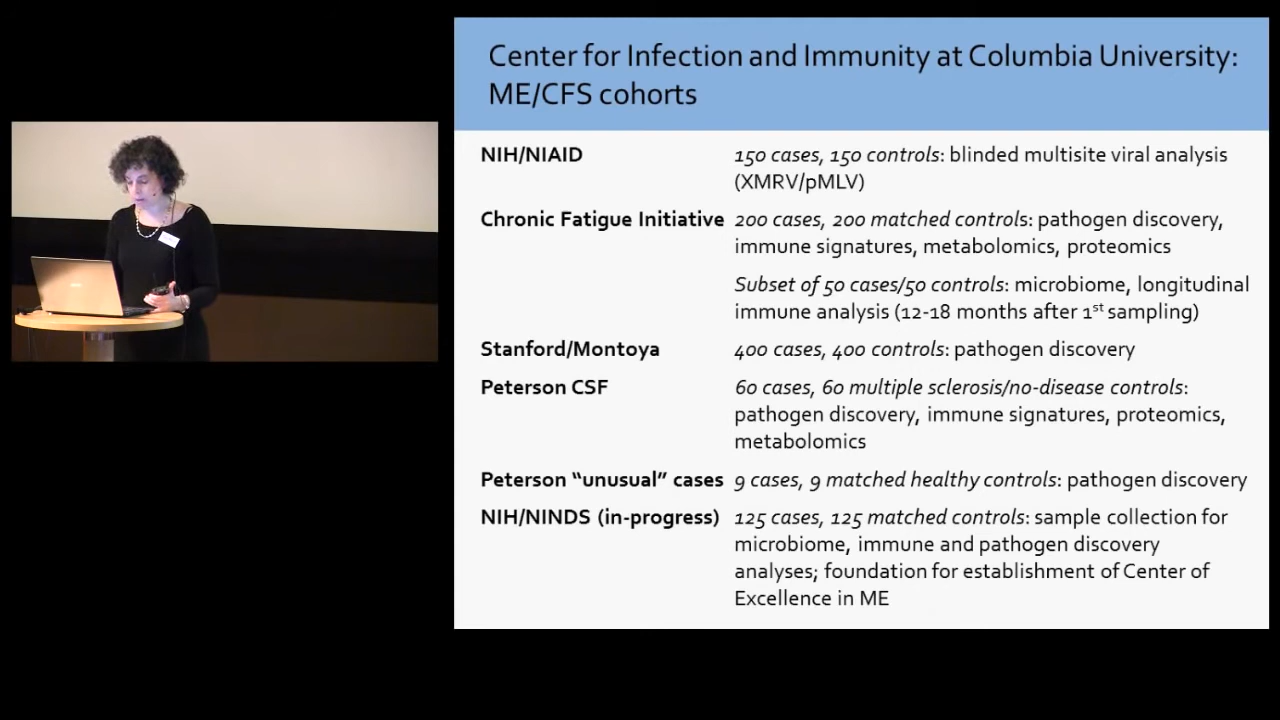 Center for Infection and Immunity at Columbia University:
ME/CFS cohorts
NIH/NIAID 150 cases, 150 controls: blinded multisite viral analysis
(XMRV/pMLV)
Chronic Fatigue Initiative 200 cases, 200 matched controls: pathogen discovery,
immune signatures, metabolomics, proteomics
Subset of 50 cases/50 controls: microbiome, longitudinal
immune analysis (12-18 months after 1st sampling)
Stanford/Montoya 400 cases, 400 controls: pathogen discovery
Peterson CSF 60 cases, 60 multiple sclerosis/no-disease controls:
pathogen discovery, immune signatures, proteomics,
metabolomics
Peterson “unusual” cases 9 cases, 9 matched healthy controls: pathogen discovery
NIH/NINDS (in-progress) 125 cases, 125 matched controls: sample collection for
microbiome, immune and pathogen discovery
analyses; foundation for establishment of Center of
Excellence in ME